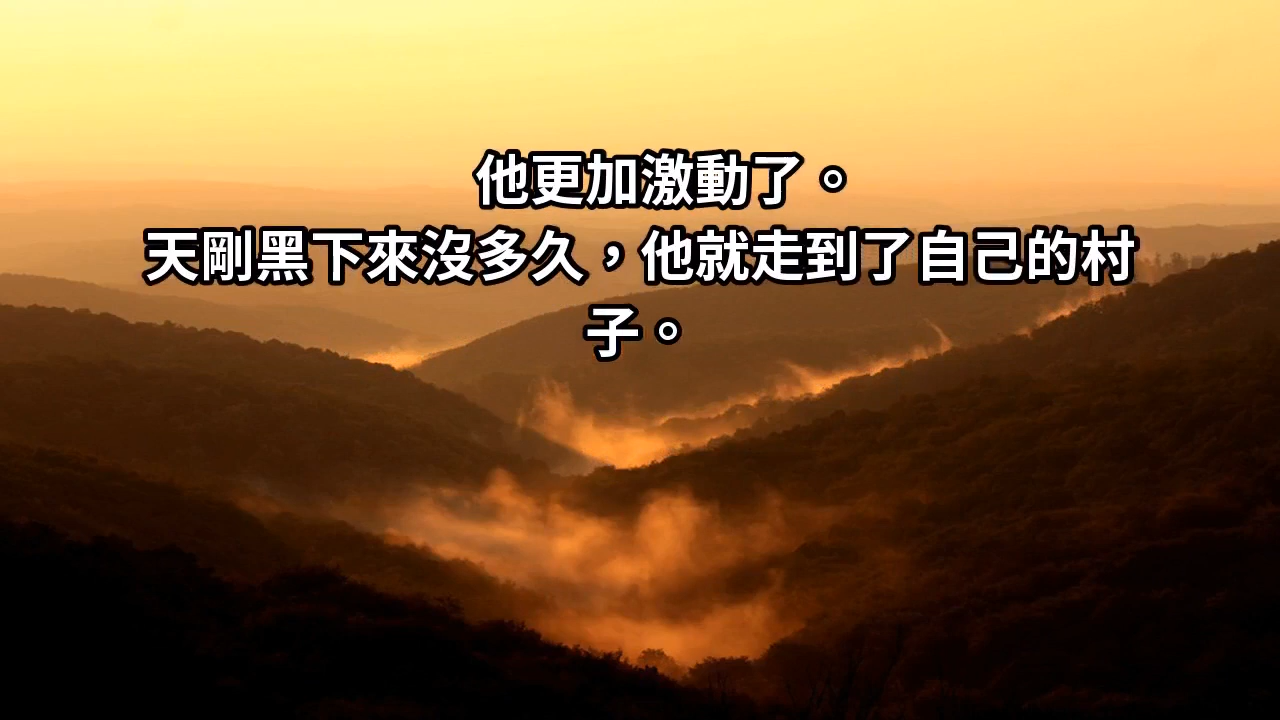 他更加激動了。
天剛黑下來沒多久，他就走到了自己的村
子。